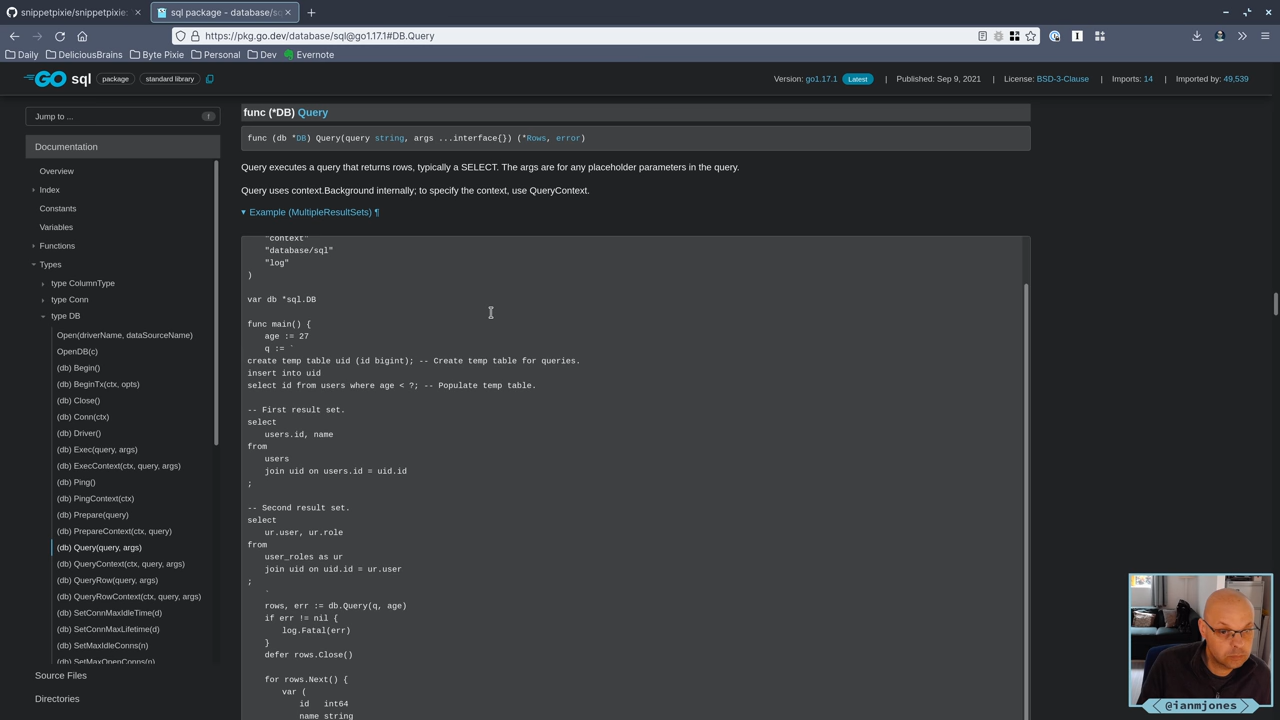 snippetpixie/snippetpixie:
sql package - database/sq
https://pkg.go.dev/database/sql@go1.17.1#DB.Query
Daily
DeliciousBrains
Byte Pixie
Personal
Dev
Evernote
GO sql
package
standard library
Version: go1.17.1
Latest
Published: Sep 9, 2021
License: BSD-3-Clause
Imports: 14
Imported by: 49,539
Jump to ...
f
Documentation
Overview
Index
Constants
Variables
Functions
Types
type ColumnType
type Conn
type DB
Open(driverName, dataSourceName)
OpenDB(c)
(db) Begin()
(db) BeginTx(ctx, opts)
(db) Close()
(db) Conn(ctx)
(db) Driver()
(db) Exec(query, args)
(db) ExecContext(ctx, query, args)
(db) Ping()
(db) PingContext(ctx)
(db) Prepare(query)
(db) PrepareContext(ctx, query)
(db) Query(query, args)
(db) QueryContext(ctx, query, args)
(db) QueryRow(query, args)
(db) QueryRowContext(ctx, query, args)
(db) SetConnMaxIdleTime(d)
(db) SetConnMaxLifetime(d)
(db) SetMaxIdleConns(n)
(db) SetMaxOpenConns(n)
Source Files
Directories
func (*DB) Query
func (db *DB) Query(query string, args ...interface{}) (*Rows, error)
Query executes a query that returns rows, typically a SELECT. The args are for any placeholder parameters in the query.
Query uses context.Background internally; to specify the context, use QueryContext.
▾ Example (MultipleResultSets) ¶
"context"
"database/sql"
"log"
)
var db *sql.DB
func main() {
age := 27
q := `
create temp table uid (id bigint); -- Create temp table for queries.
insert into uid
select id from users where age < ?; -- Populate temp table.
-- First result set.
select
users.id, name
from
users
join uid on users.id = uid.id
;
-- Second result set.
select
ur.user, ur.role
from
user_roles as ur
join uid on uid.id = ur.user
;
`
rows, err := db.Query(q, age)
if err != nil {
log.Fatal(err)
}
defer rows.Close()
for rows.Next() {
var (
id int64
name string
@ianmjones